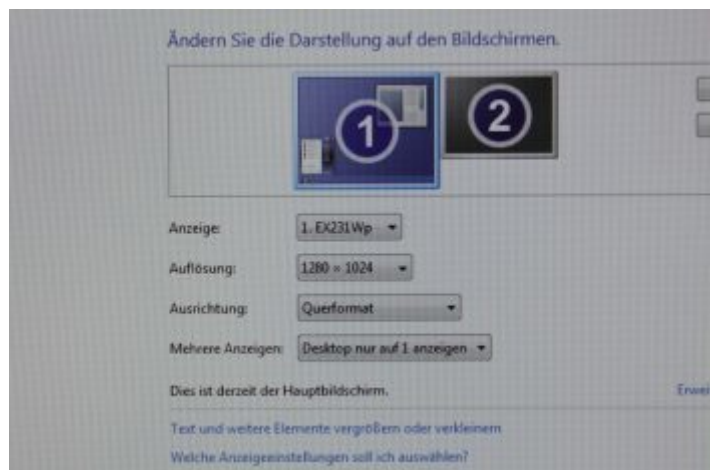 Ändern Sie die Darstellung auf den Bildschirmen.
1 2
Anzeige: 1. EX231Wp
Auflösung: 1280 × 1024
Ausrichtung: Querformat
Mehrere Anzeigen: Desktop nur auf 1 anzeigen
Dies ist derzeit der Hauptbildschirm. Erwei
Text und weitere Elemente vergrößern oder verkleinern
Welche Anzeigeeinstellungen soll ich auswählen?